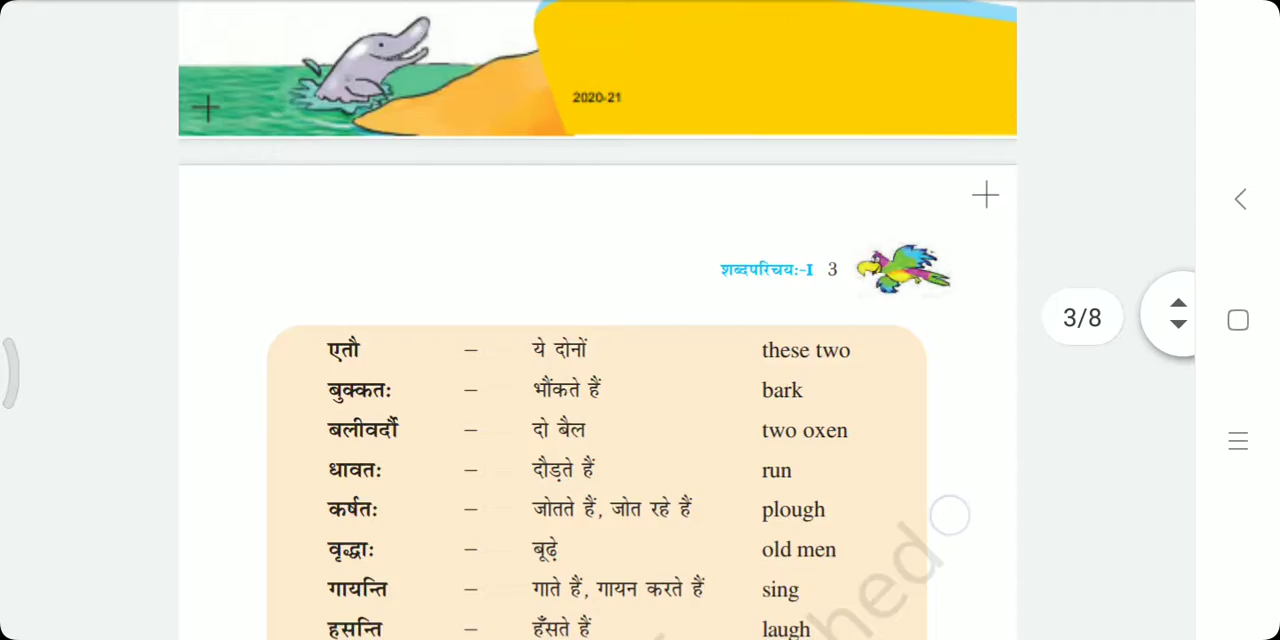 2020-21
शब्दपरिचयः-I 3
3/8
एतौ – ये दोनों these two
बुक्कतः – भौंकते हैं bark
बलीवर्दौ – दो बैल two oxen
धावतः – दौड़ते हैं run
कर्षतः – जोतते हैं, जोत रहे हैं plough
वृद्धाः – बूढ़े old men
गायन्ति – गाते हैं, गायन करते हैं sing
हसन्ति – हँसते हैं laugh